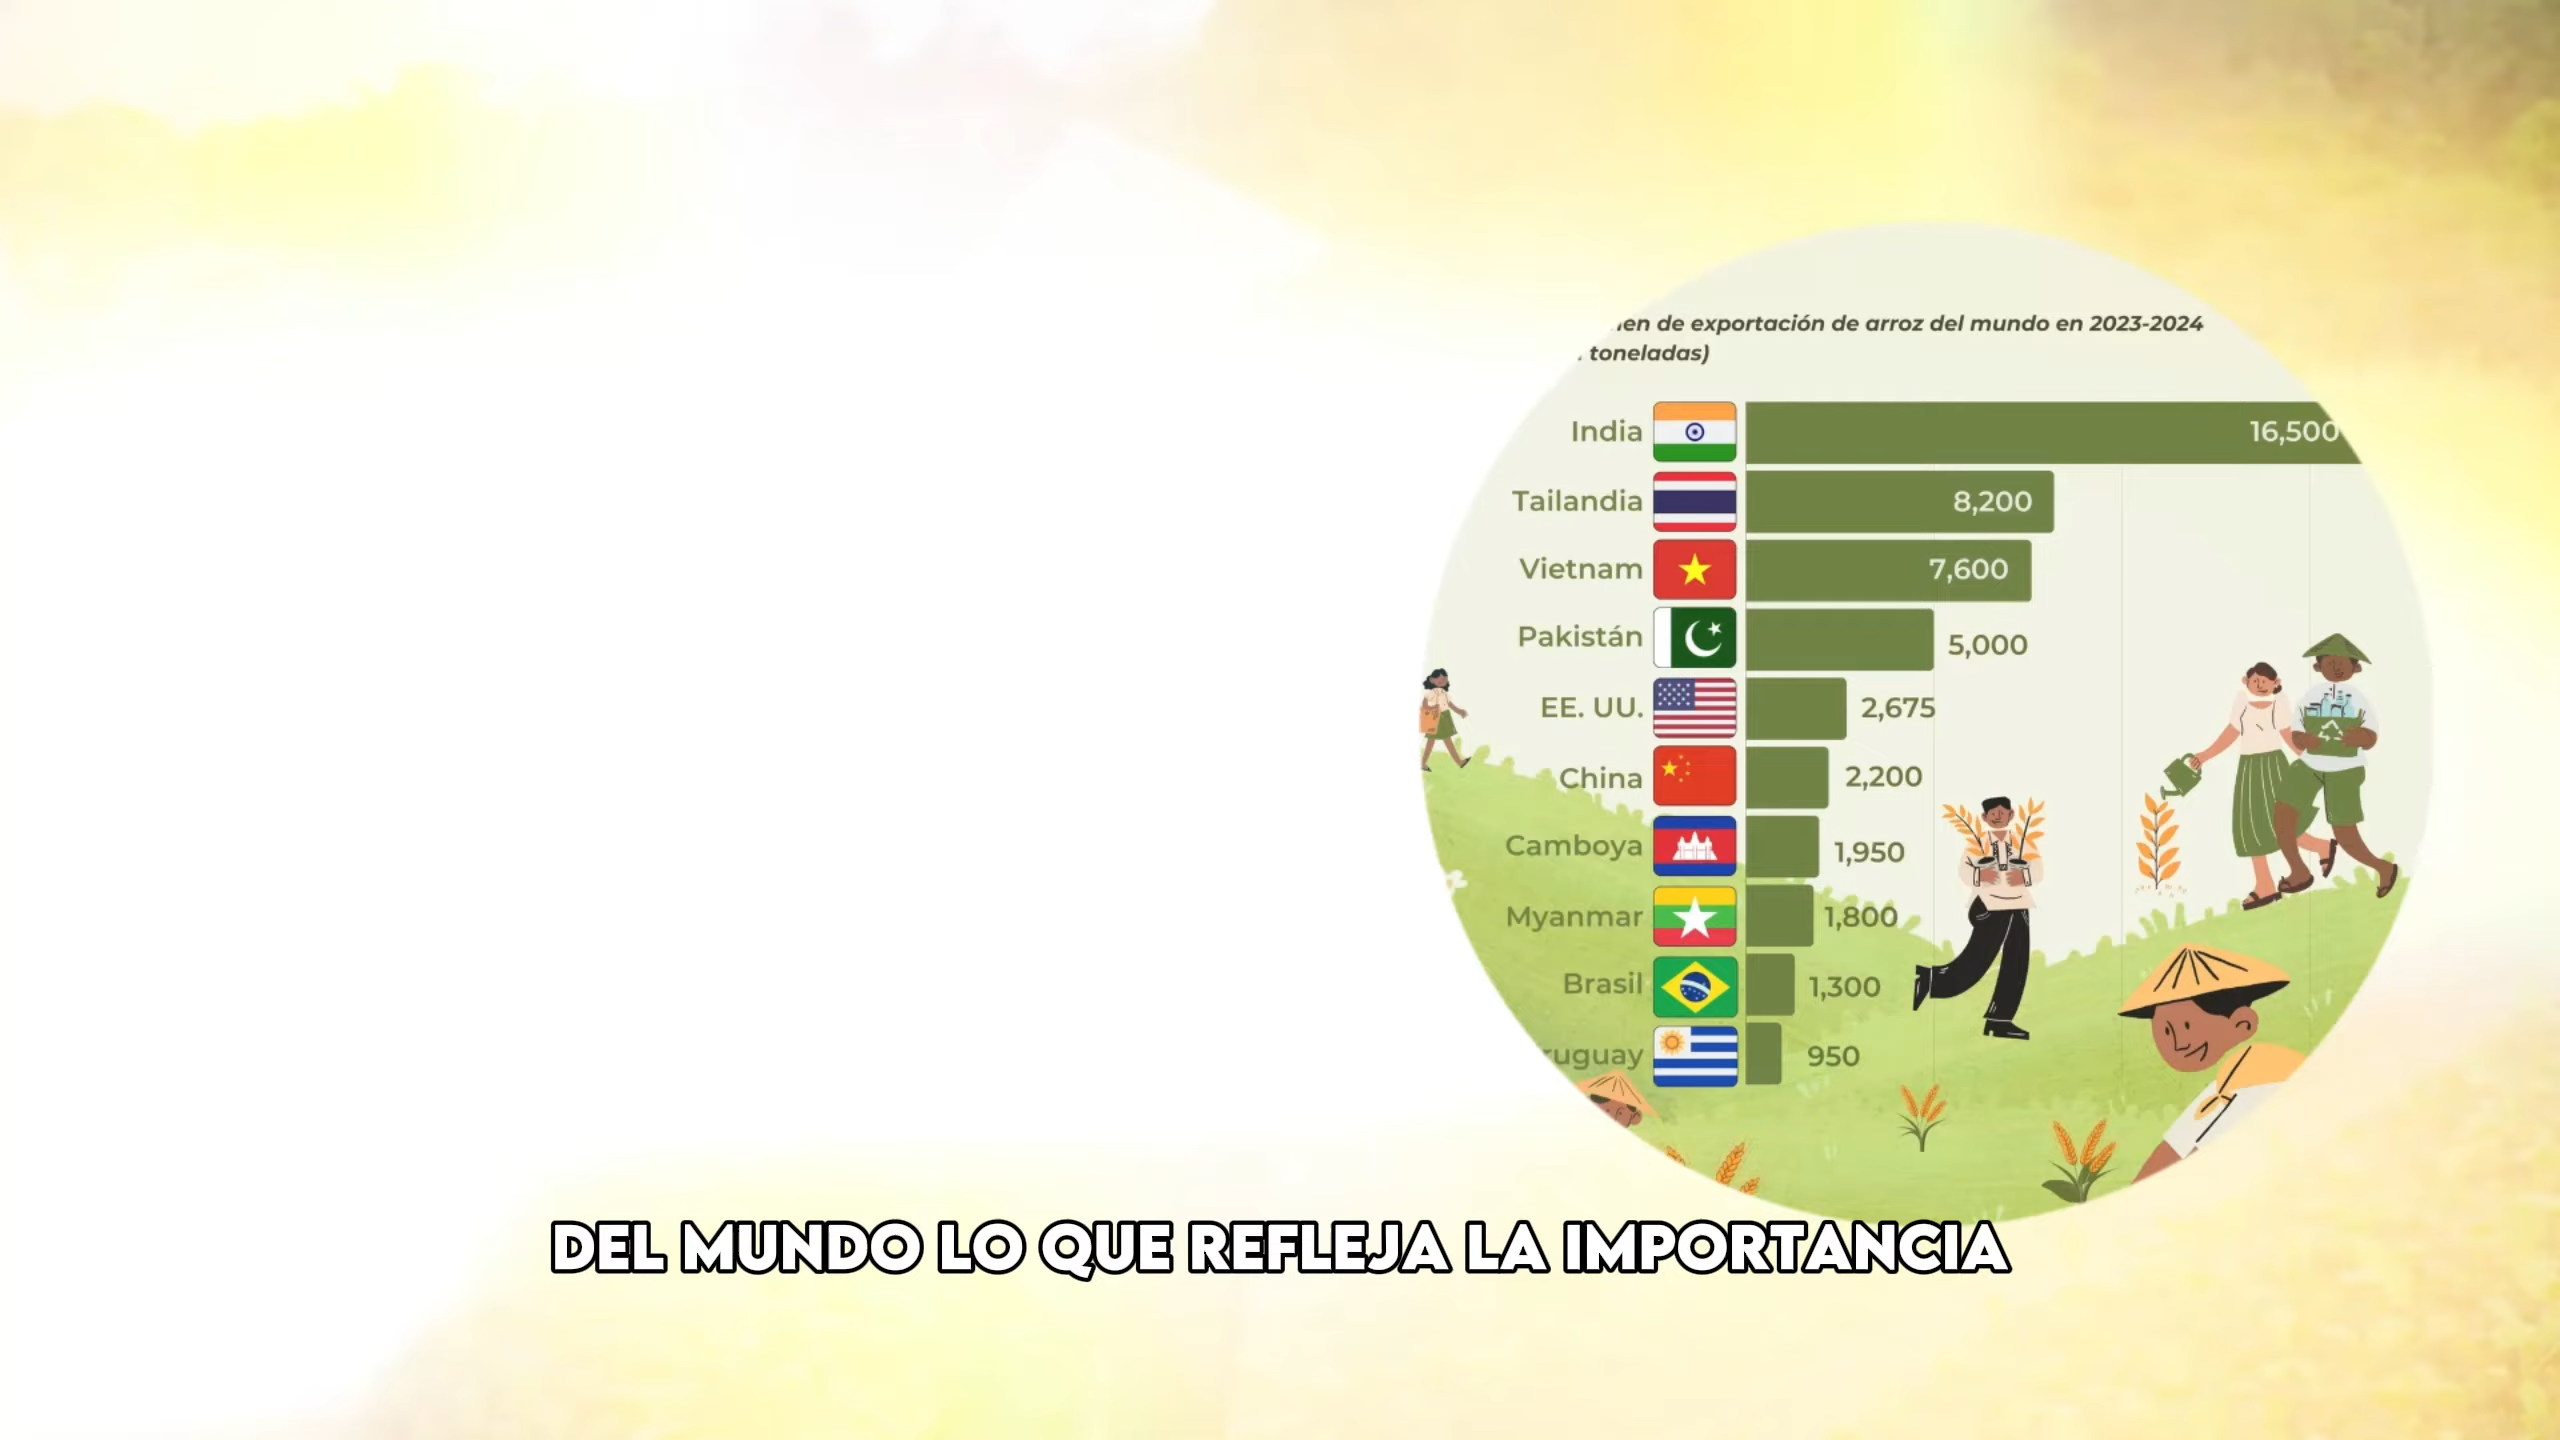 de exportación de arroz del mundo en 2023-2024
toneladas)
India 16,500
Tailandia 8,200
Vietnam 7,600
Pakistán 5,000
EE. UU. 2,675
China 2,200
Camboya 1,950
Myanmar 1,800
Brasil 1,300
950
DEL MUNDO LO QUE REFLEJA LA IMPORTANCIA